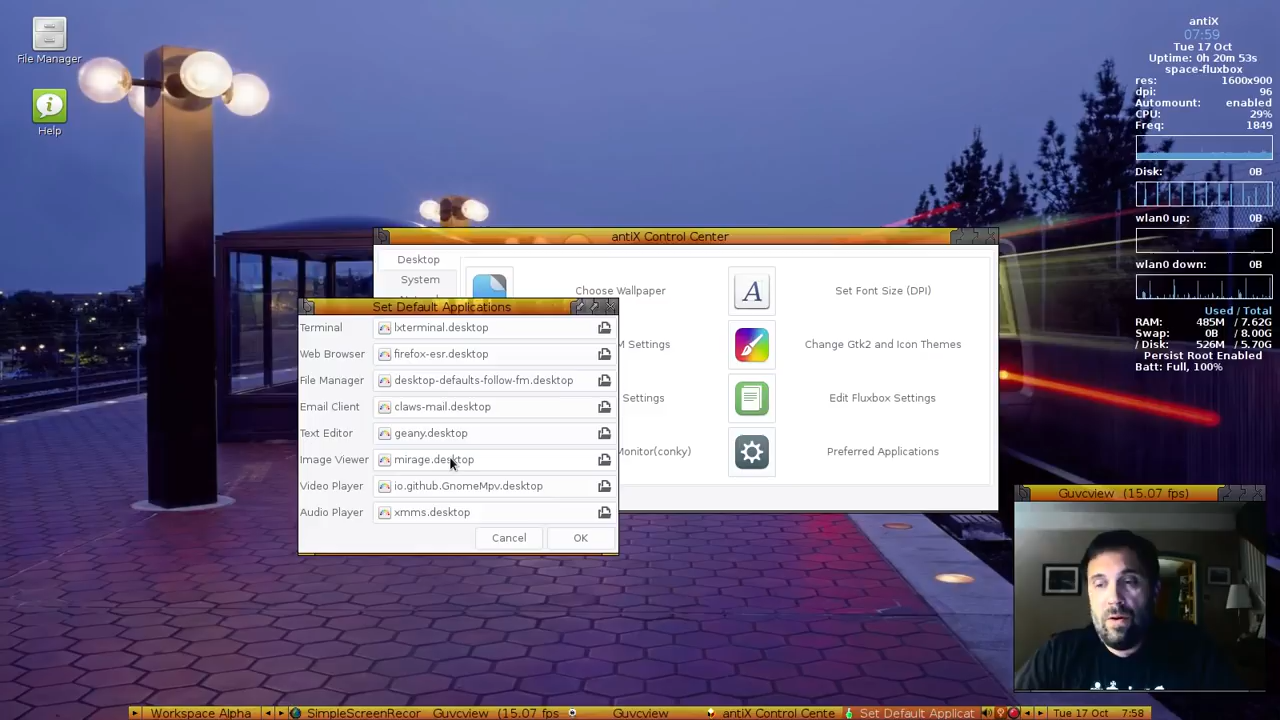 File Manager
Help
antiX
07:59
Tue 17 Oct
Uptime: 0h 20m 53s
space-fluxbox
res: 1600x900
dpi: 96
Automount: enabled
CPU: 29%
Freq: 1849
Disk: 0B
wlan0 up: 0B
wlan0 down: 0B
Used / Total
RAM: 485M / 7.62G
Swap: 0B / 8.00G
/ Disk: 526M / 5.70G
Persist Root Enabled
Batt: Full, 100%
antiX Control Center
Desktop
System
Choose Wallpaper
Set Font Size (DPI)
M Settings
Change Gtk2 and Icon Themes
Settings
Edit Fluxbox Settings
Monitor(conky)
Preferred Applications
Set Default Applications
Terminal lxterminal.desktop
Web Browser firefox-esr.desktop
File Manager desktop-defaults-follow-fm.desktop
Email Client claws-mail.desktop
Text Editor geany.desktop
Image Viewer mirage.desktop
Video Player io.github.GnomeMpv.desktop
Audio Player xmms.desktop
Cancel OK
Guvcview (15.07 fps)
Workspace Alpha SimpleScreenRecor Guvcview (15.07 fps Guvcview antiX Control Cente Set Default Applicat Tue 17 Oct 7:58